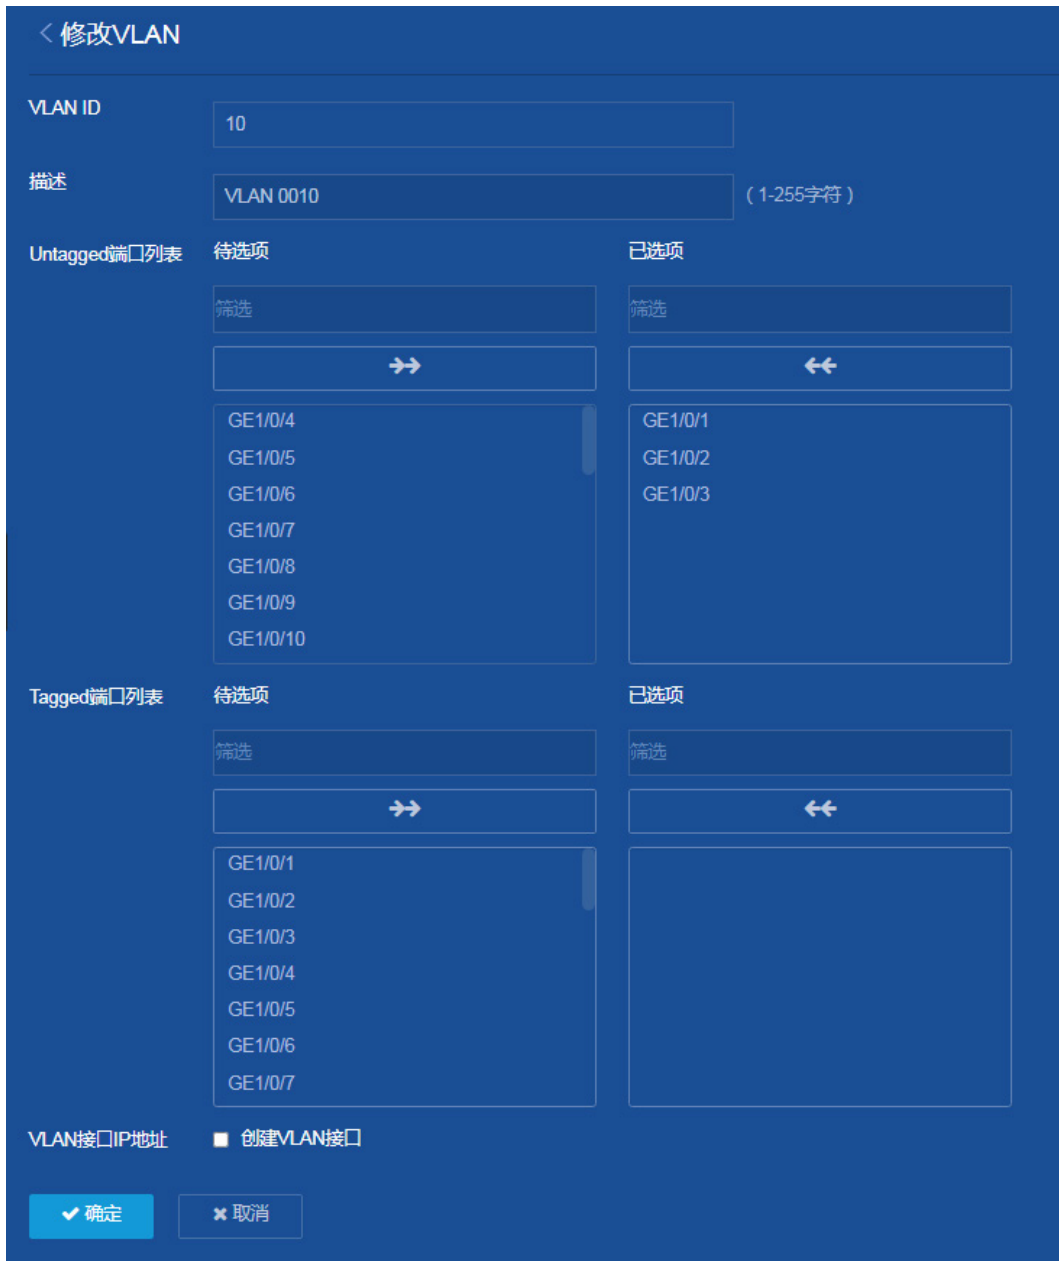 修改VLAN
VLAN ID
10
描述
VLAN 0010
（1-255字符）
Untagged端口列表
待选项
已选项
筛选
筛选
GE1/0/4
GE1/0/5
GE1/0/6
GE1/0/7
GE1/0/8
GE1/0/9
GE1/0/10
GE1/0/1
GE1/0/2
GE1/0/3
Tagged端口列表
待选项
已选项
筛选
筛选
GE1/0/1
GE1/0/2
GE1/0/3
GE1/0/4
GE1/0/5
GE1/0/6
GE1/0/7
VLAN接口IP地址
创建VLAN接口
确定
取消